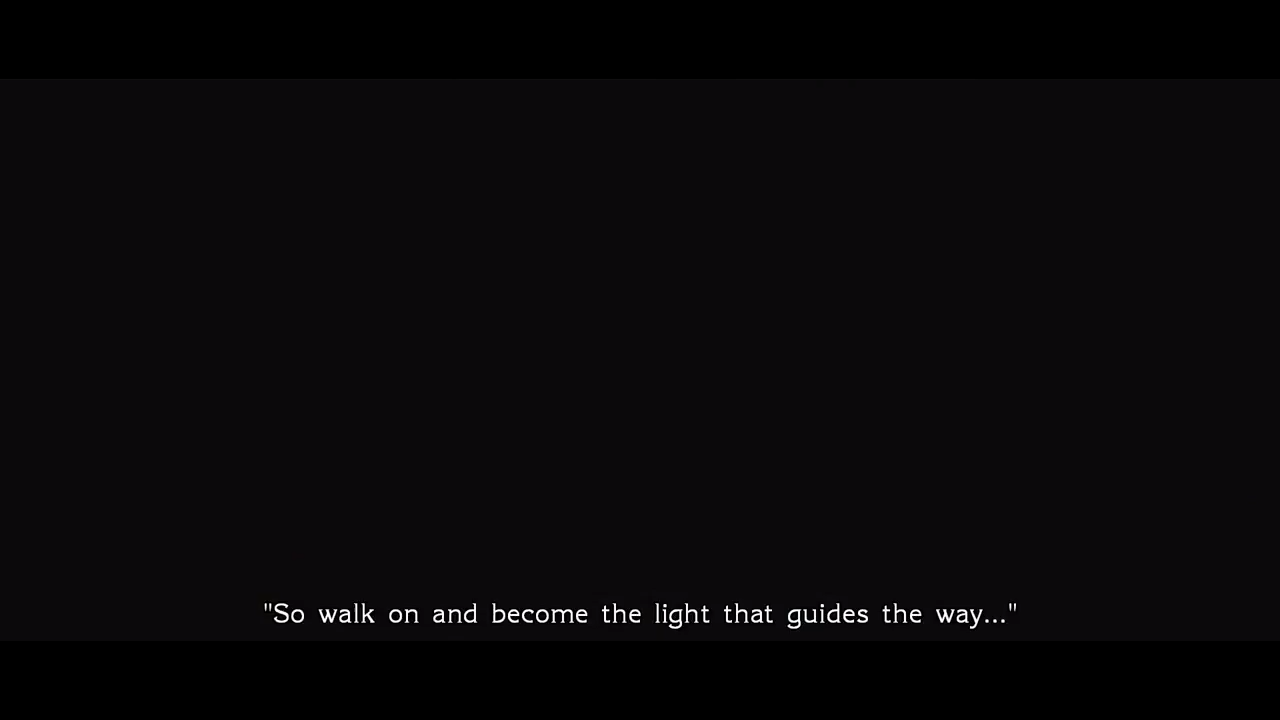 "So walk on and become the light that guides the way..."